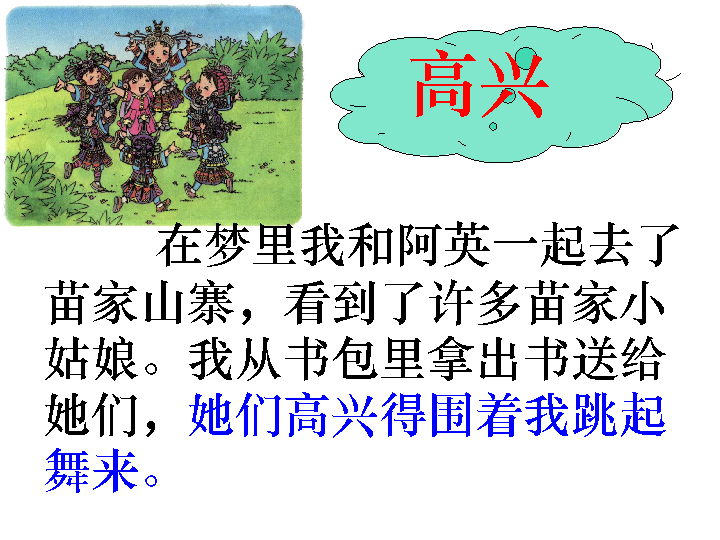 高兴
在梦里我和阿英一起去了
苗家山寨，看到了许多苗家小
姑娘。我从书包里拿出书送给
她们，她们高兴得围着我跳起
舞来。